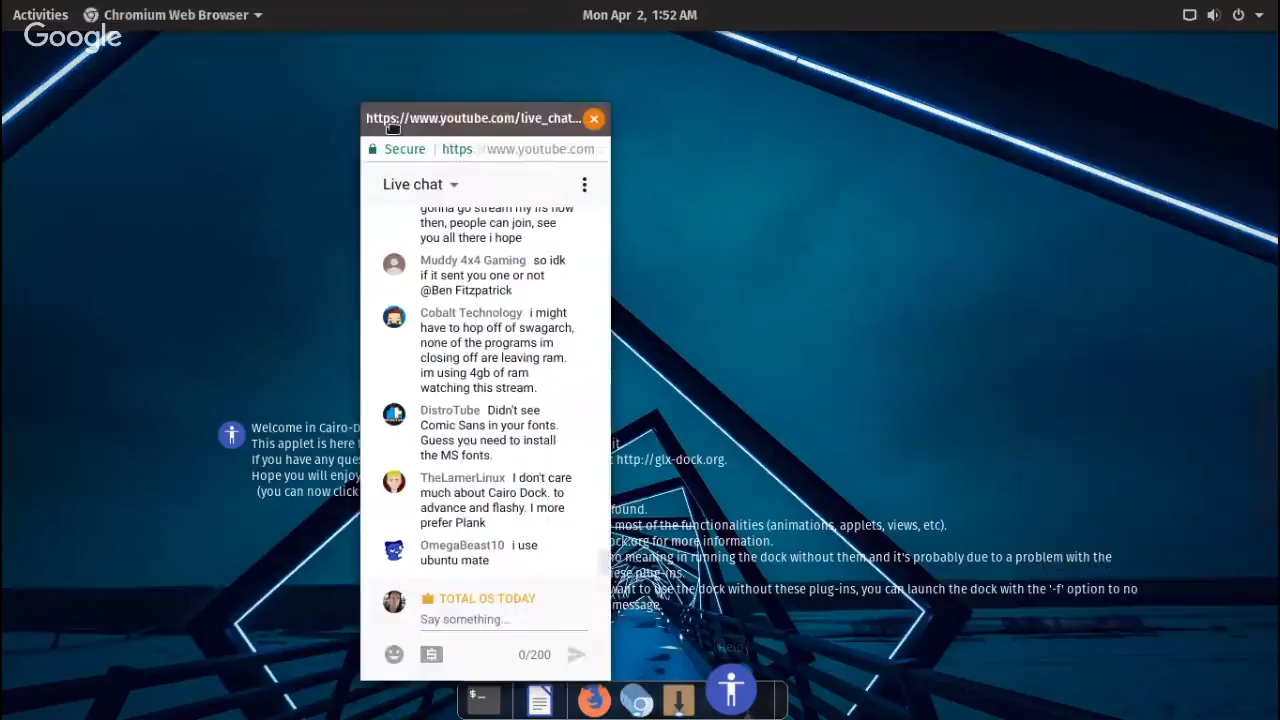 Activities
Chromium Web Browser
Mon Apr 2, 1:52 AM
Google
https://www.youtube.com/live_chat...
Secure
https
www.youtube.com
Live chat
then, people can join, see
you all there i hope
Muddy 4x4 Gaming so idk
if it sent you one or not
@Ben Fitzpatrick
Cobalt Technology i might
have to hop off of swagarch,
none of the programs im
closing off are leaving ram.
im using 4gb of ram
watching this stream.
DistroTube Didn't see
Comic Sans in your fonts.
Guess you need to install
the MS fonts.
TheLamerLinux I don't care
much about Cairo Dock. to
advance and flashy. I more
prefer Plank
OmegaBeast10 i use
ubuntu mate
TOTAL OS TODAY
Say something...
0/200
Welcome in Cairo-D
This applet is here
If you have any que
Hope you will enjoy
(you can now click
it
http://glx-dock.org.
found.
most of the functionalities (animations, applets, views, etc).
ock.org for more information.
no meaning in running the dock without them and it's probably due to a problem with the
these plug-ins.
want to use the dock without these plug-ins, you can launch the dock with the '-f' option to no
message.
Help